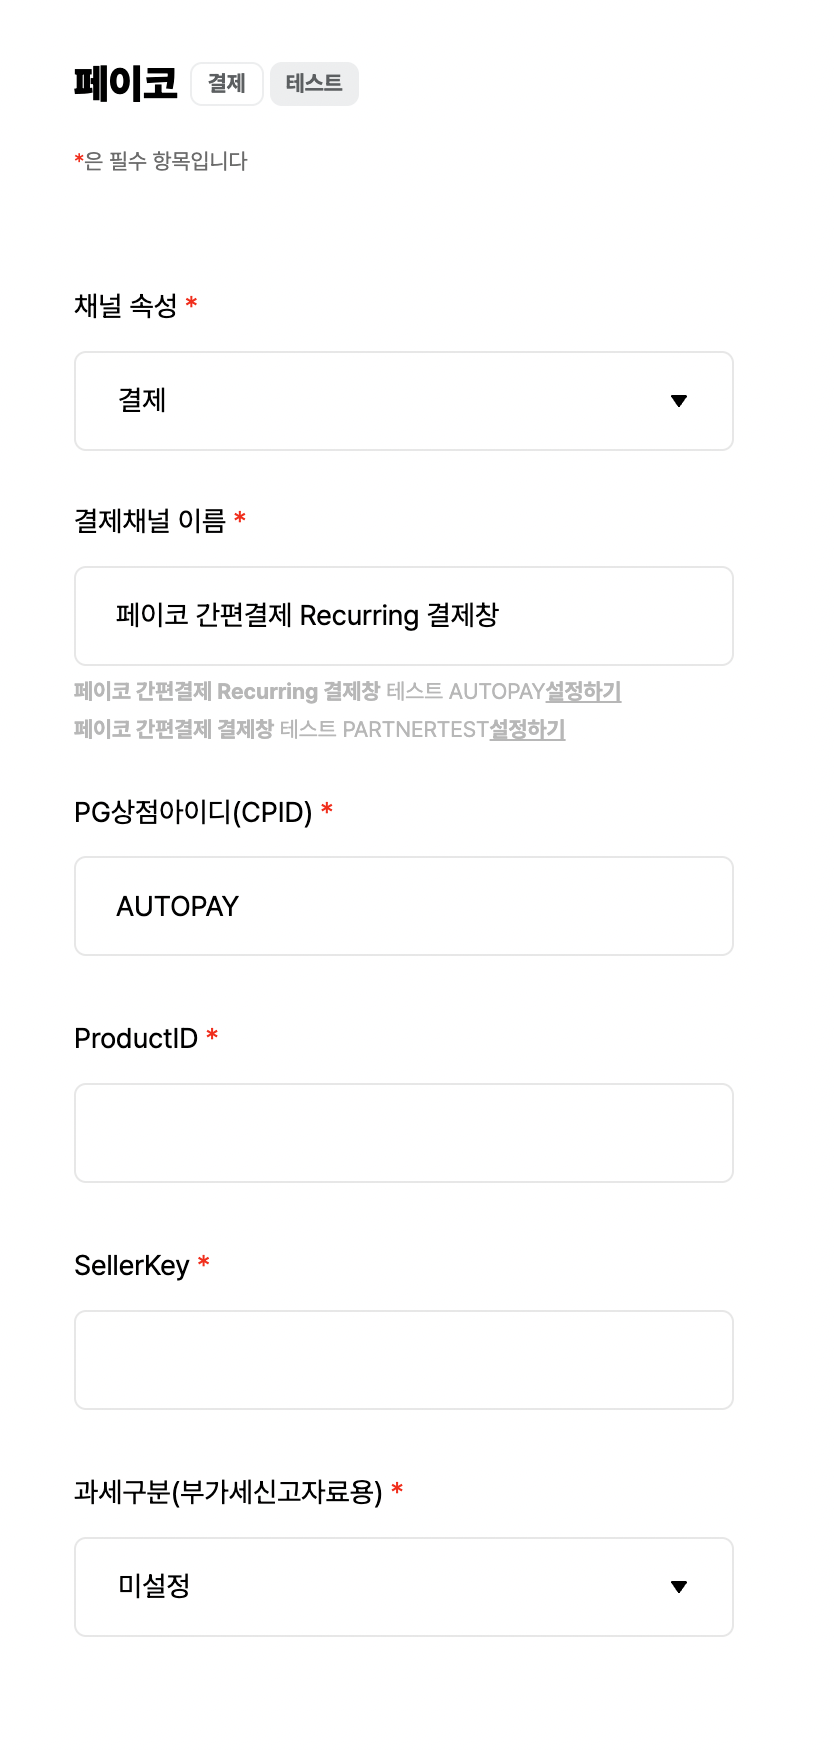 페이코 결제 테스트
*은 필수 항목입니다
채널 속성 *
결제
결제채널 이름 *
페이코 간편결제 Recurring 결제창
페이코 간편결제 Recurring 결제창 테스트 AUTOPAY설정하기
페이코 간편결제 결제창 테스트 PARTNERTEST설정하기
PG상점아이디(CPID) *
AUTOPAY
ProductID *
SellerKey *
과세구분(부가세신고자료용) *
미설정